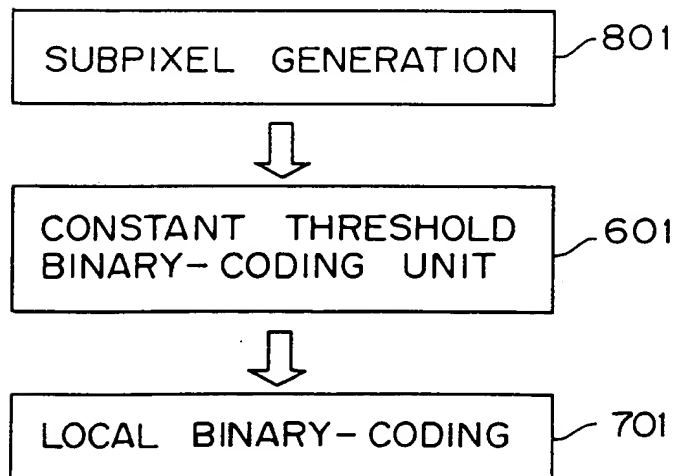 SUBPIXEL GENERATION
801
CONSTANT THRESHOLD
BINARY-CODING UNIT
601
LOCAL BINARY-CODING
701